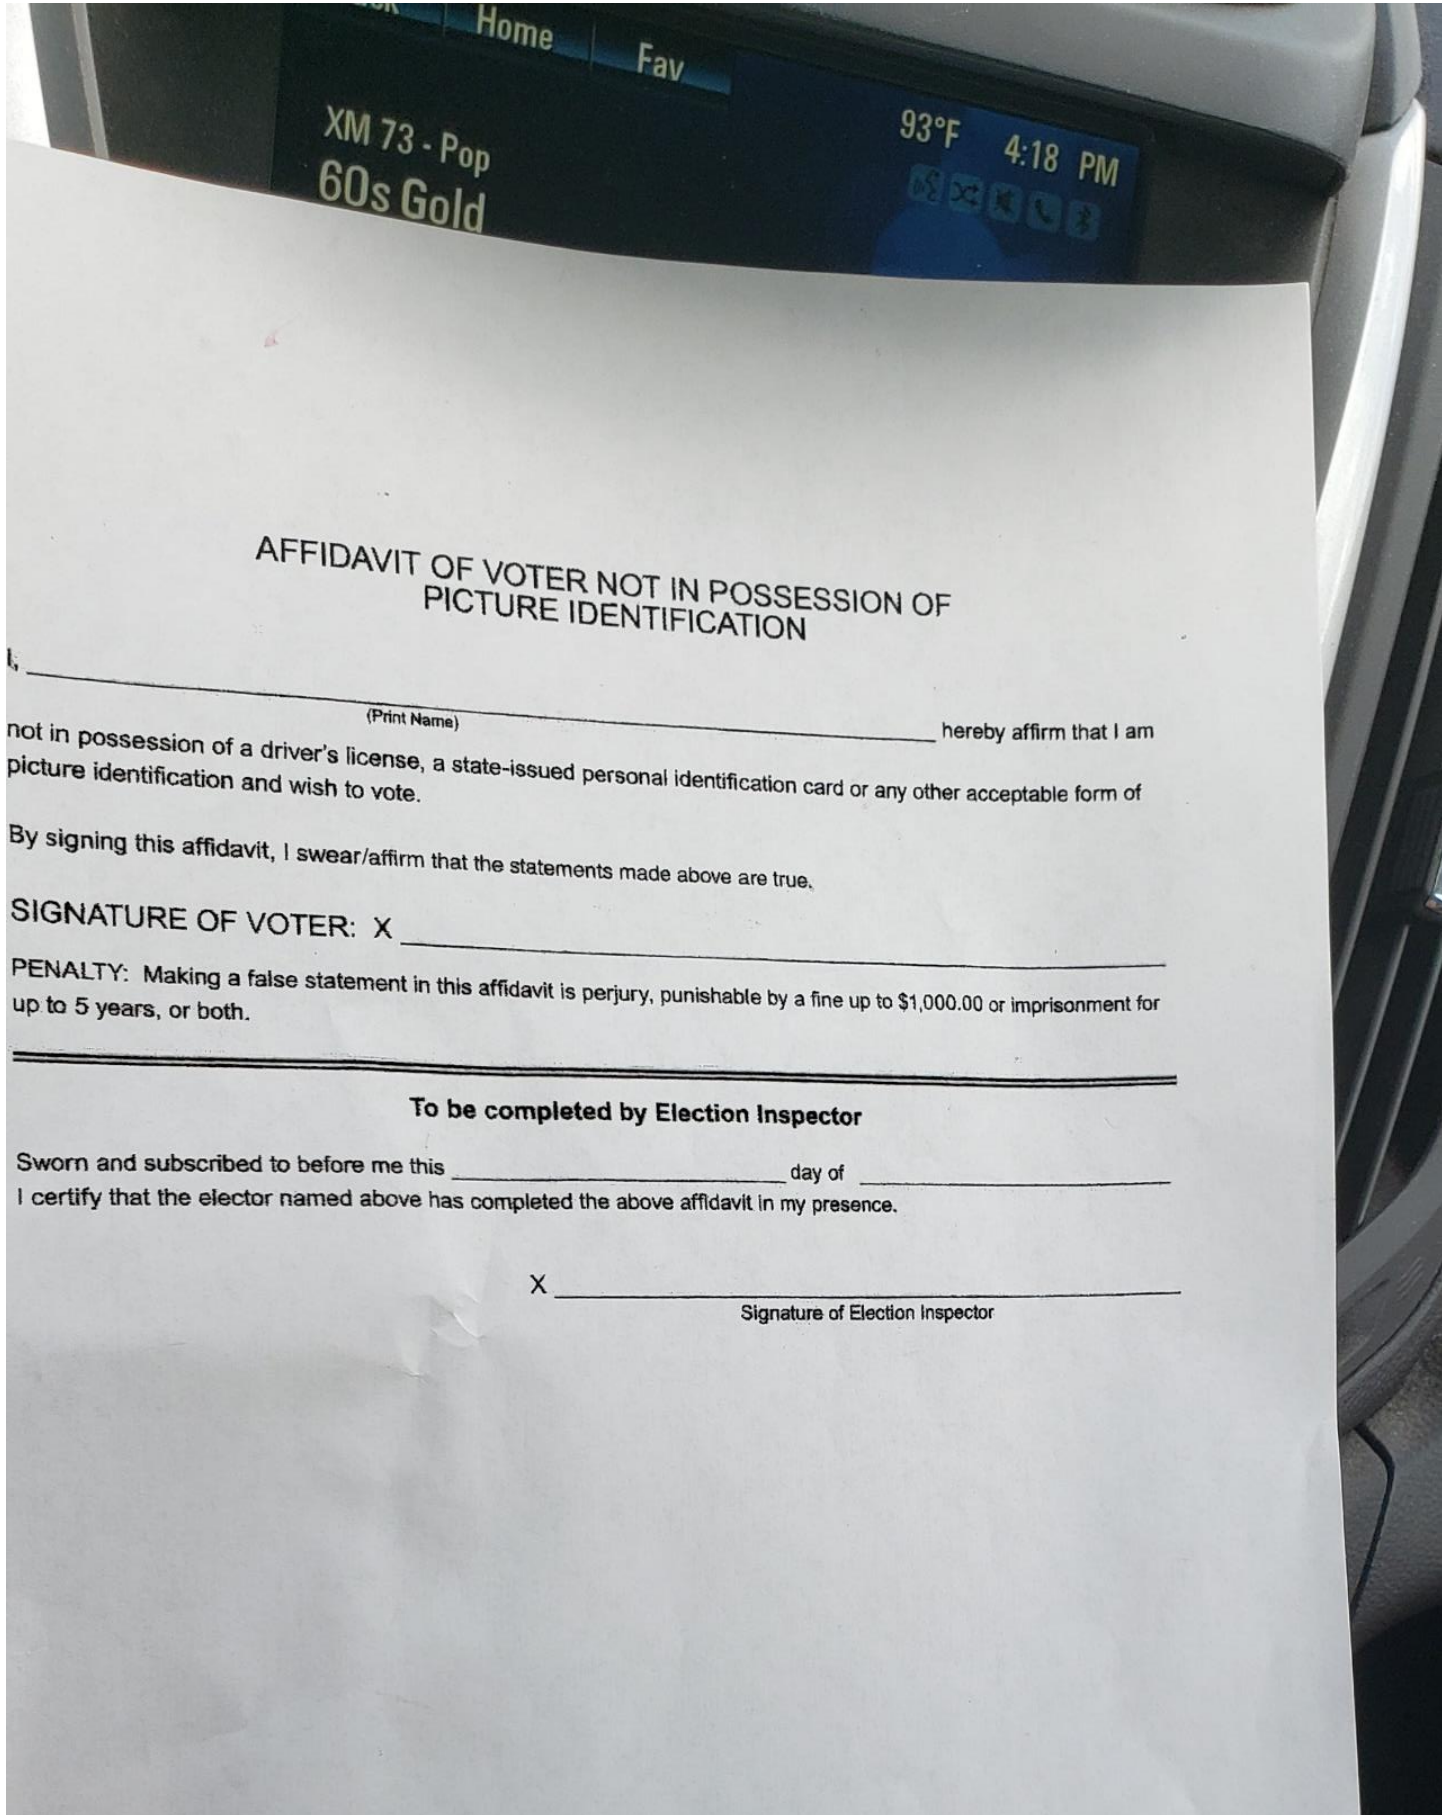 Home Fav
XM 73 - Pop
93°F 4:18 PM
60s Gold
AFFIDAVIT OF VOTER NOT IN POSSESSION OF
PICTURE IDENTIFICATION
I, ______ hereby affirm that I am
(Print Name)
not in possession of a driver's license, a state-issued personal identification card or any other acceptable form of
picture identification and wish to vote.
By signing this affidavit, I swear/affirm that the statements made above are true.
SIGNATURE OF VOTER: X ______
PENALTY: Making a false statement in this affidavit is perjury, punishable by a fine up to $1,000.00 or imprisonment for
up to 5 years, or both.
To be completed by Election Inspector
Sworn and subscribed to before me this ______ day of ______
I certify that the elector named above has completed the above affidavit in my presence.
X ______
Signature of Election Inspector